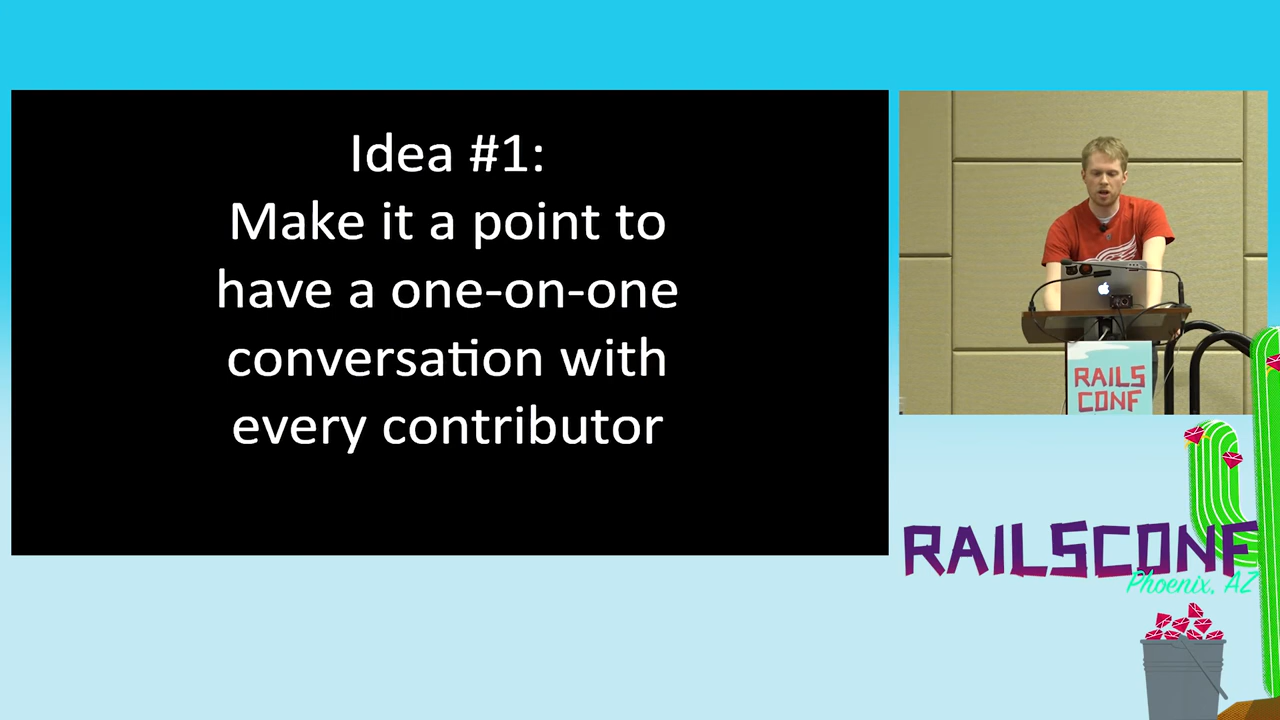 Idea #1:
Make it a point to
have a one-on-one
conversation with
every contributor
RAILS
CONF
RAILSCONF
Phoenix, AZ